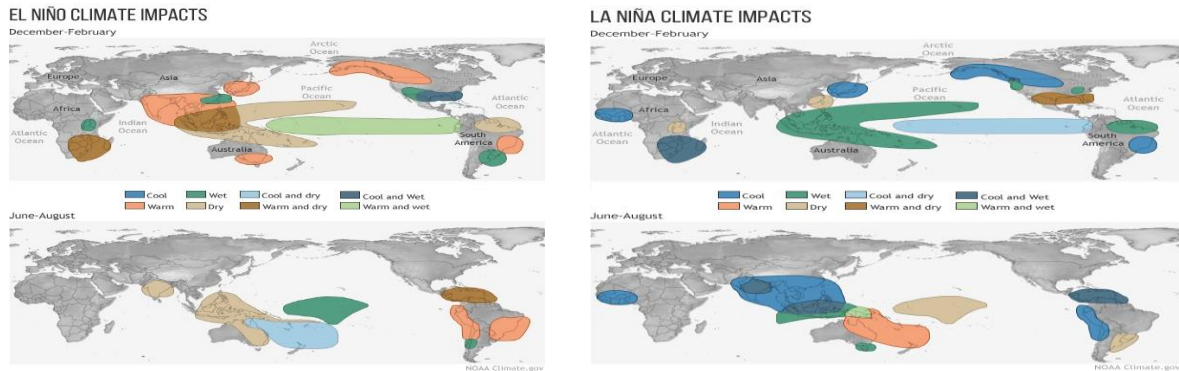 EL NIÑO CLIMATE IMPACTS
December-February
Arctic
Ocean
Europe
Asia
Pacific
Ocean
Africa
Atlantic
Ocean
Indian
Ocean
Atlantic
Ocean
South
America
Australia
Cool
Wet
Cool and dry
Cool and Wet
Warm
Dry
Warm and dry
Warm and wet
June-August
NOAA Climate.gov
LA NIÑA CLIMATE IMPACTS
December-February
Arctic
Ocean
Europe
Asia
Pacific
Ocean
Africa
Atlantic
Ocean
Indian
Ocean
Atlantic
Ocean
South
America
Australia
Cool
Wet
Cool and dry
Cool and Wet
Warm
Dry
Warm and dry
Warm and wet
June-August
NOAA Climate.gov